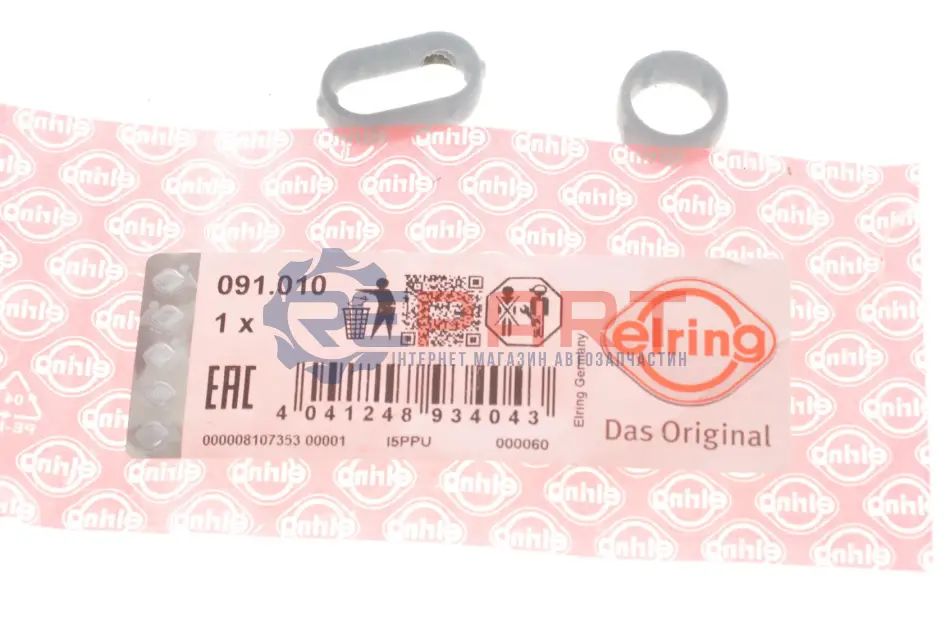 091.010
1 x
EAC
4 041248 934043
000008107353 00001 I5PPU 000060
Elring Germany
elring
Das Original
ІНТЕРНЕТ МАГАЗИН АВТОЗАПЧАСТИН